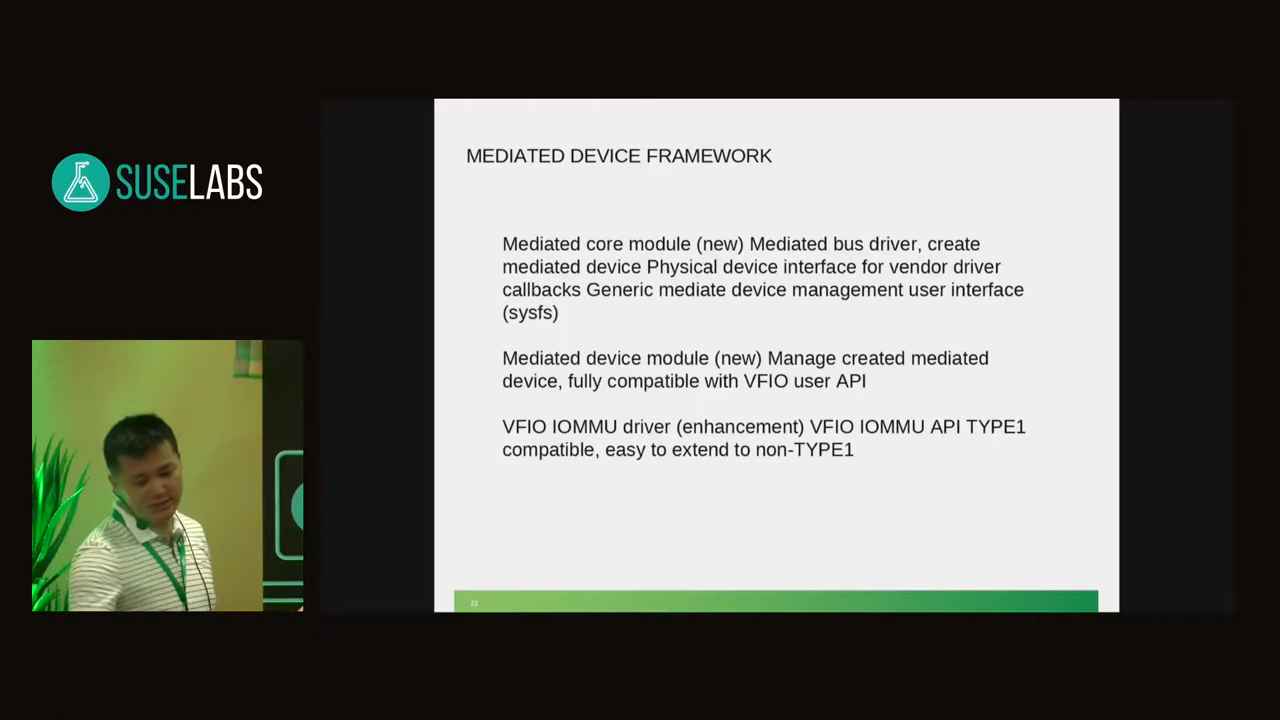 SUSELABS
MEDIATED DEVICE FRAMEWORK
Mediated core module (new) Mediated bus driver, create
mediated device Physical device interface for vendor driver
callbacks Generic mediate device management user interface
(sysfs)
Mediated device module (new) Manage created mediated
device, fully compatible with VFIO user API
VFIO IOMMU driver (enhancement) VFIO IOMMU API TYPE1
compatible, easy to extend to non-TYPE1
22